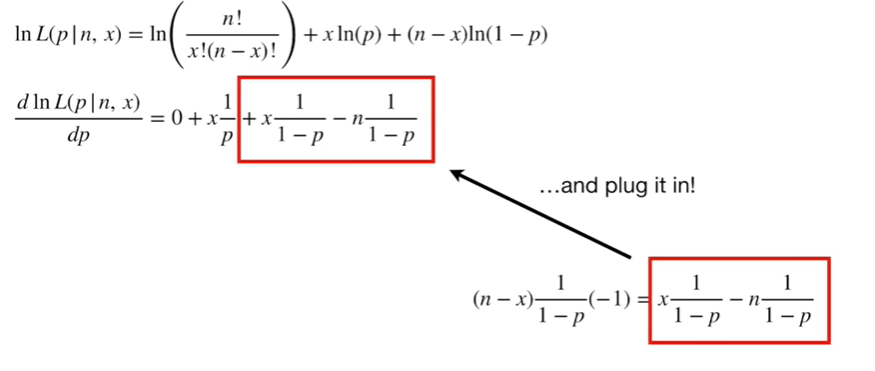 ln L(p | n, x) = ln( n! / x!(n − x)! ) + x ln(p) + (n − x)ln(1 − p)
d ln L(p | n, x) / dp = 0 + x 1/p + x 1/(1 − p) − n 1/(1 − p)
...and plug it in!
(n − x) 1/(1 − p) (−1) = x 1/(1 − p) − n 1/(1 − p)